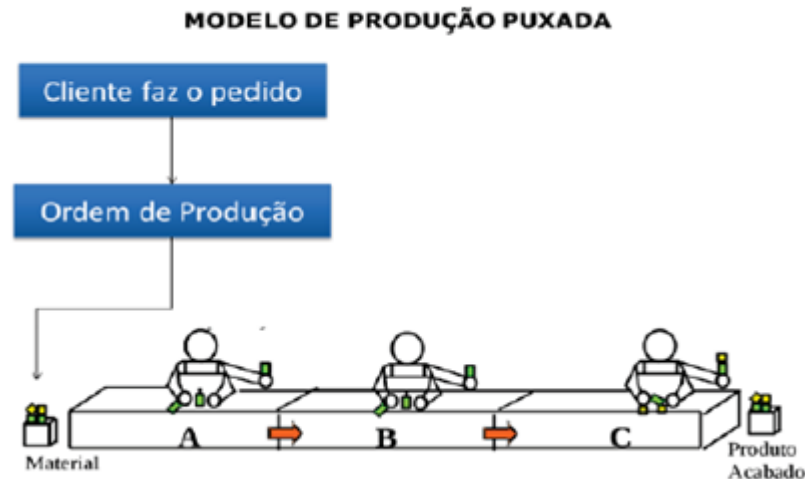 MODELO DE PRODUÇÃO PUXADA
Cliente faz o pedido
Ordem de Produção
A
B
C
Material
Produto
Acabado